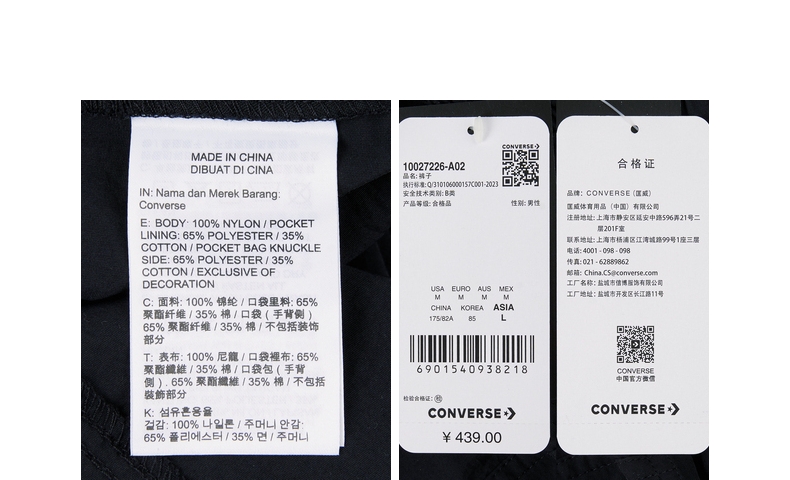 MADE IN CHINA
DIBUAT DI CINA
IN: Nama dan Merek Barang:
Converse
E: BODY: 100% NYLON / POCKET
LINING: 65% POLYESTER / 35%
COTTON / POCKET BAG KNUCKLE
SIDE: 65% POLYESTER / 35%
COTTON / EXCLUSIVE OF
DECORATION
C: 面料: 100% 锦纶 / 口袋里料: 65%
聚酯纤维 / 35% 棉 / 口袋 ( 手背侧 )
65% 聚酯纤维 / 35% 棉 / 不包括装饰
部分
T: 表布: 100% 尼龍 / 口袋裡布: 65%
聚酯纖維 / 35% 棉 / 口袋包 ( 手背
側 ) . 65% 聚酯纖維 / 35% 棉 / 不包括
裝飾部分
K: 섬유혼용율
겉감: 100% 나일론 / 주머니 안감:
65% 폴리에스터 / 35% 면 / 주머니
CONVERSE
10027226-A02
品名: 裤子
执行标准: Q/310106000157C001-2023
安全技术类别: B类
产品等级: 合格品 性别: 男性
USA EURO AUS MEX
M M M M
CHINA KOREA ASIA
175/82A 85 L
6901540938218
检验合格证: 检
CONVERSE
¥ 439.00
合格证
品牌: CONVERSE (匡威)
匡威体育用品（中国）有限公司
注册地址: 上海市静安区延安中路596弄21号二
层201F室
联系地址: 上海市杨浦区江湾城路99号1座三层
电话: 4001 - 098 - 098
传真: 021 - 62889862
邮箱: China.CS@converse.com
工厂名称: 盐城市信博服饰有限公司
工厂地址: 盐城市开发区长江路11号
CONVERSE
中国官方微信
CONVERSE